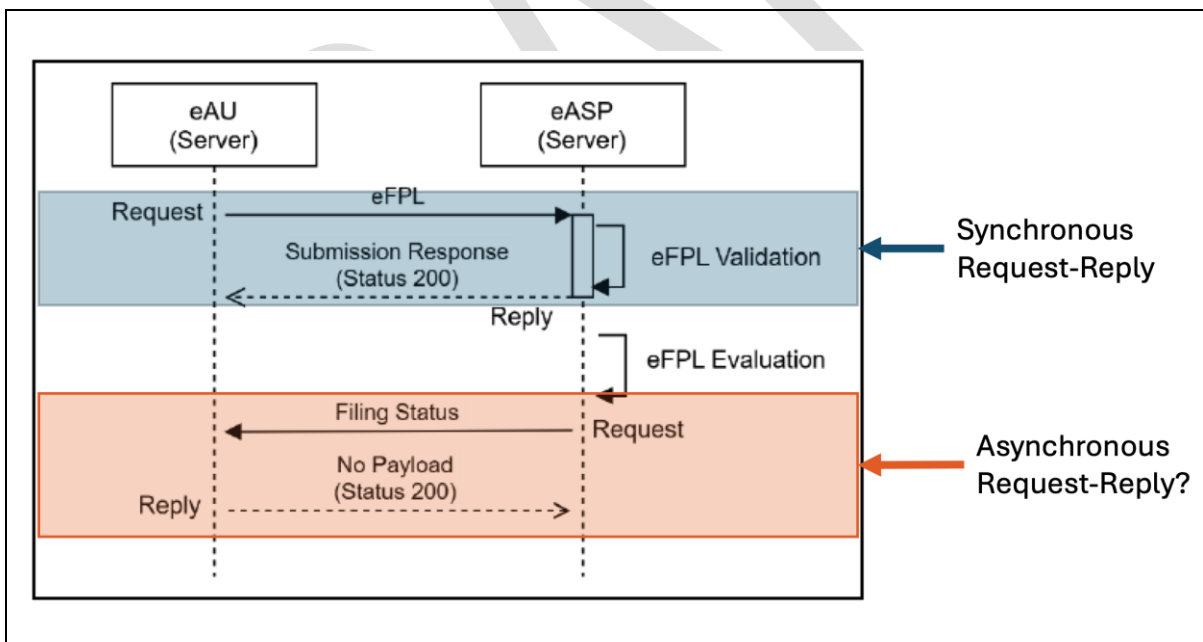 eAU
(Server)
eASP
(Server)
Request
eFPL
eFPL Validation
Submission Response
(Status 200)
Reply
Synchronous
Request-Reply
eFPL Evaluation
Filing Status
Request
No Payload
(Status 200)
Reply
Asynchronous
Request-Reply?